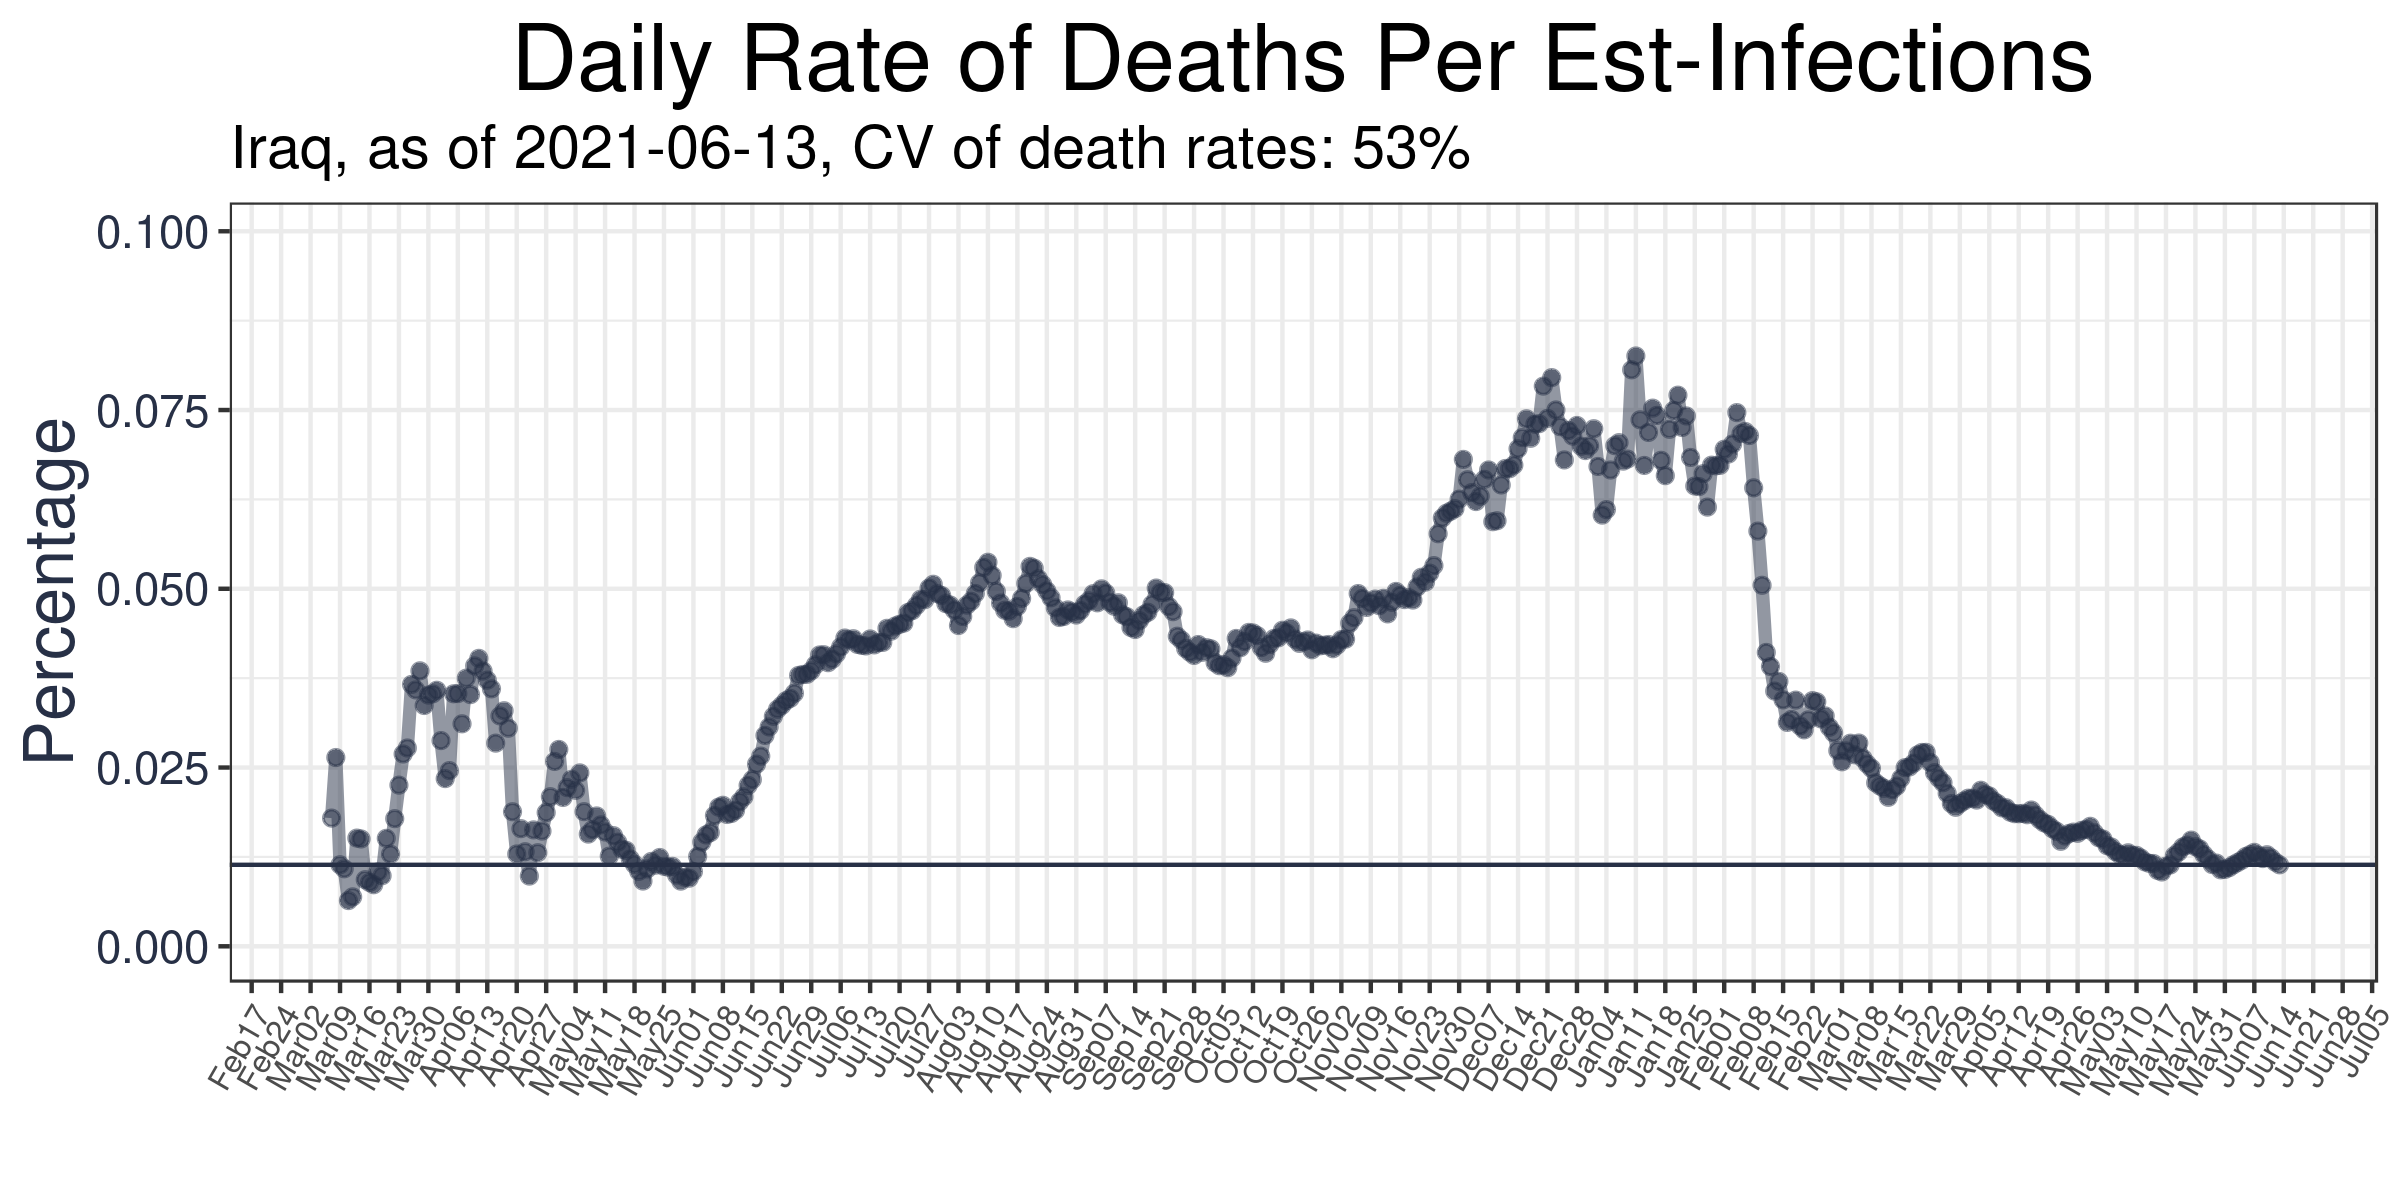 Daily Rate of Deaths Per Est-Infections
Iraq, as of 2021-06-13, CV of death rates: 53%
Percentage
0.100
0.075
0.050
0.025
0.000
Feb17
Feb24
Mar02
Mar09
Mar16
Mar23
Mar30
Apr06
Apr13
Apr20
Apr27
May04
May11
May18
May25
Jun01
Jun08
Jun15
Jun22
Jun29
Jul06
Jul13
Jul20
Jul27
Aug03
Aug10
Aug17
Aug24
Aug31
Sep07
Sep14
Sep21
Sep28
Oct05
Oct12
Oct19
Oct26
Nov02
Nov09
Nov16
Nov23
Nov30
Dec07
Dec14
Dec21
Dec28
Jan04
Jan11
Jan18
Jan25
Feb01
Feb08
Feb15
Feb22
Mar01
Mar08
Mar15
Mar22
Mar29
Apr05
Apr12
Apr19
Apr26
May03
May10
May17
May24
May31
Jun07
Jun14
Jun21
Jun28
Jul05